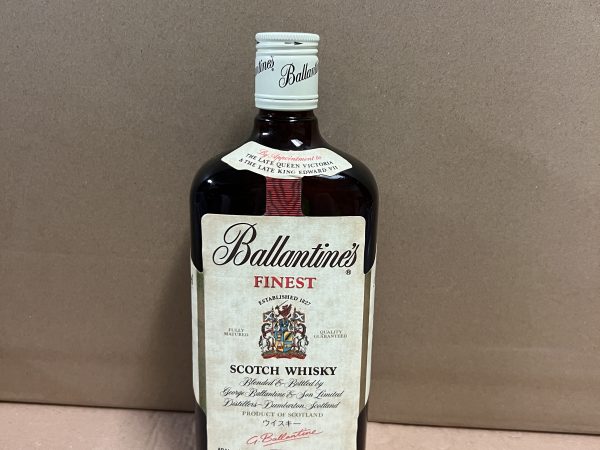 Ballantine's
By Appointment to
THE LATE QUEEN VICTORIA
& THE LATE KING EDWARD VII
Ballantine's®
FINEST
ESTABLISHED 1827
FULLY MATURED
QUALITY GUARANTEED
SCOTCH WHISKY
Blended & Bottled by
George Ballantine & Son Limited
Distillers–Dumbarton, Scotland
PRODUCT OF SCOTLAND
ウイスキー
G. Ballantine